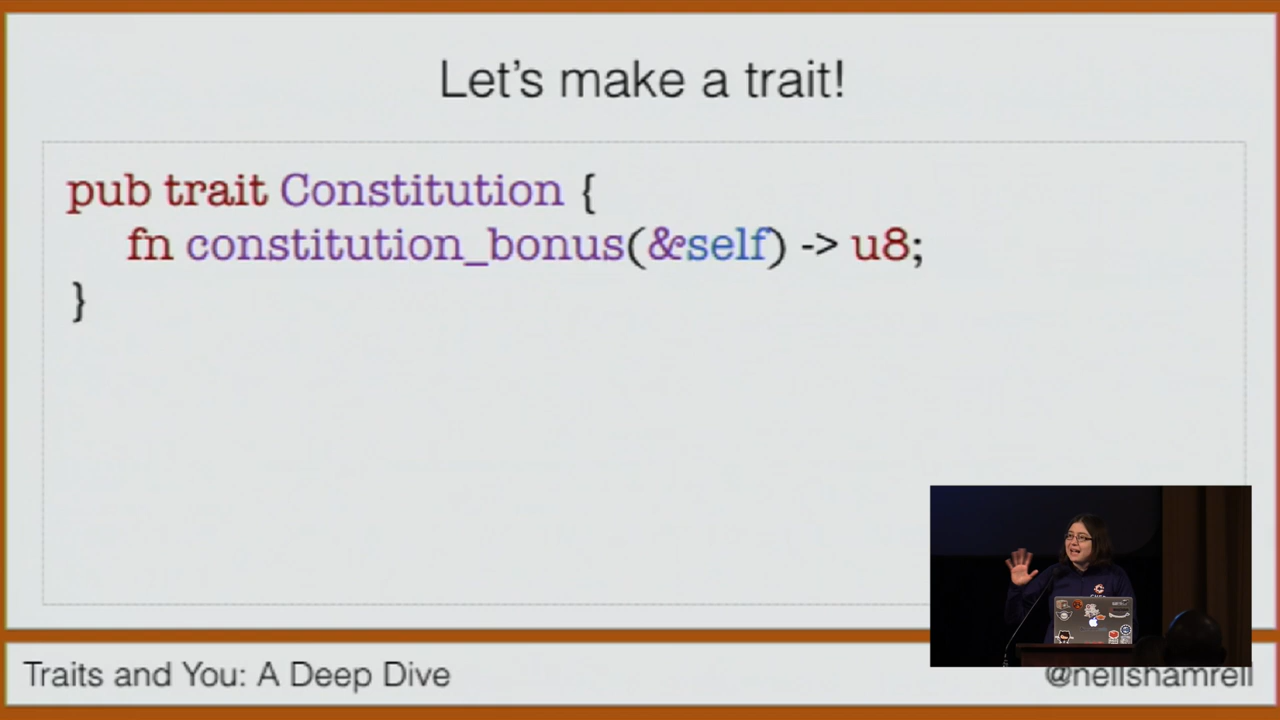 Let's make a trait!
pub trait Constitution {
fn constitution_bonus(&self) -> u8;
}
Traits and You: A Deep Dive
@nellshamrell